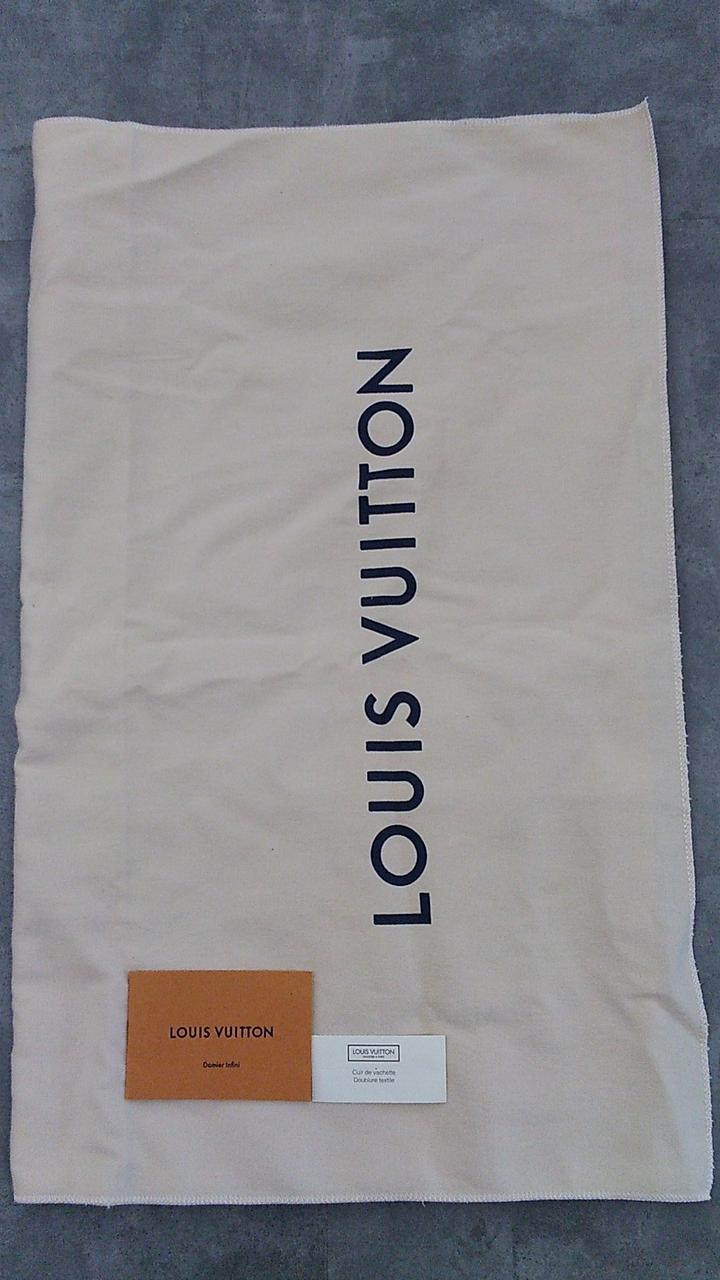 LOUIS VUITTON
LOUIS VUITTON
Damier Infini
LOUIS VUITTON
Cuir de vachette
Doublure textile